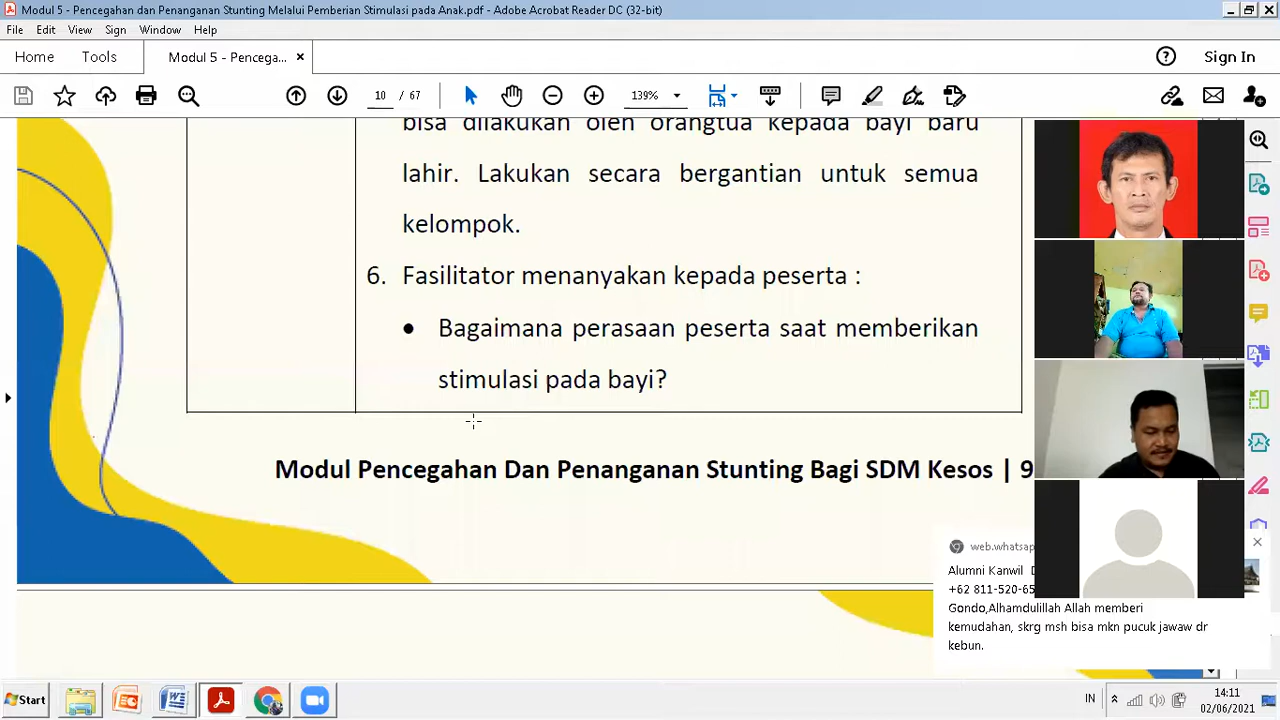 Modul 5 - Pencegahan dan Penanganan Stunting Melalui Pemberian Stimulasi pada Anak.pdf - Adobe Acrobat Reader DC (32-bit)
File Edit View Sign Window Help
Home Tools Modul 5 - Pencega... ×
Sign In
10 / 67 139%
bisa dilakukan oleh orangtua kepada bayi baru
lahir. Lakukan secara bergantian untuk semua
kelompok.
6. Fasilitator menanyakan kepada peserta :
• Bagaimana perasaan peserta saat memberikan
stimulasi pada bayi?
Modul Pencegahan Dan Penanganan Stunting Bagi SDM Kesos | 9
web.whatsap
Alumni Kanwil D
+62 811-520-65
Gondo,Alhamdulillah Allah memberi
kemudahan, skrg msh bisa mkn pucuk jawaw dr
kebun.
Start
IN
14:11
02/06/2021